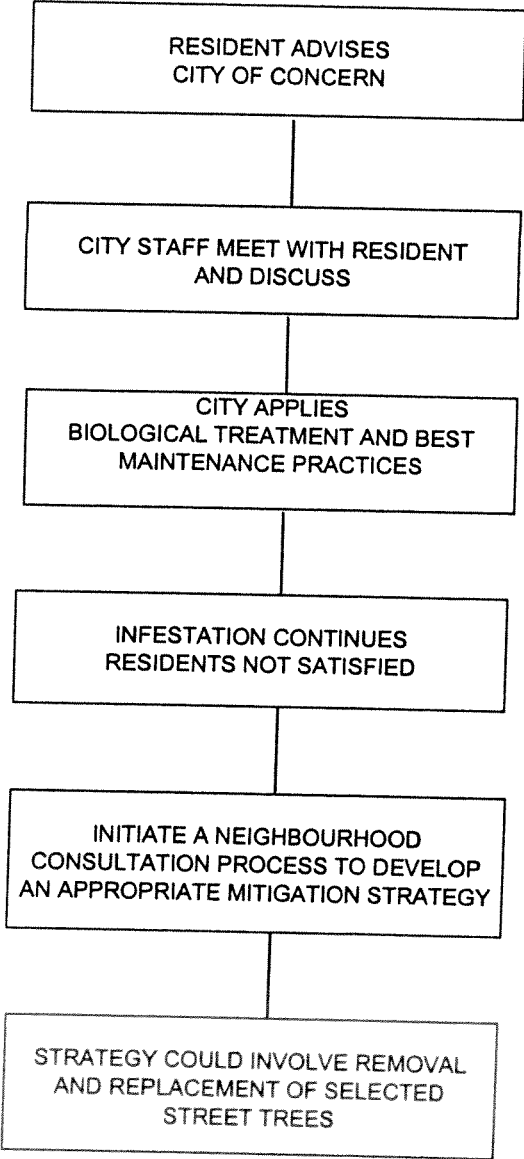 RESIDENT ADVISES
CITY OF CONCERN
CITY STAFF MEET WITH RESIDENT
AND DISCUSS
CITY APPLIES
BIOLOGICAL TREATMENT AND BEST
MAINTENANCE PRACTICES
INFESTATION CONTINUES
RESIDENTS NOT SATISFIED
INITIATE A NEIGHBOURHOOD
CONSULTATION PROCESS TO DEVELOP
AN APPROPRIATE MITIGATION STRATEGY
STRATEGY COULD INVOLVE REMOVAL
AND REPLACEMENT OF SELECTED
STREET TREES